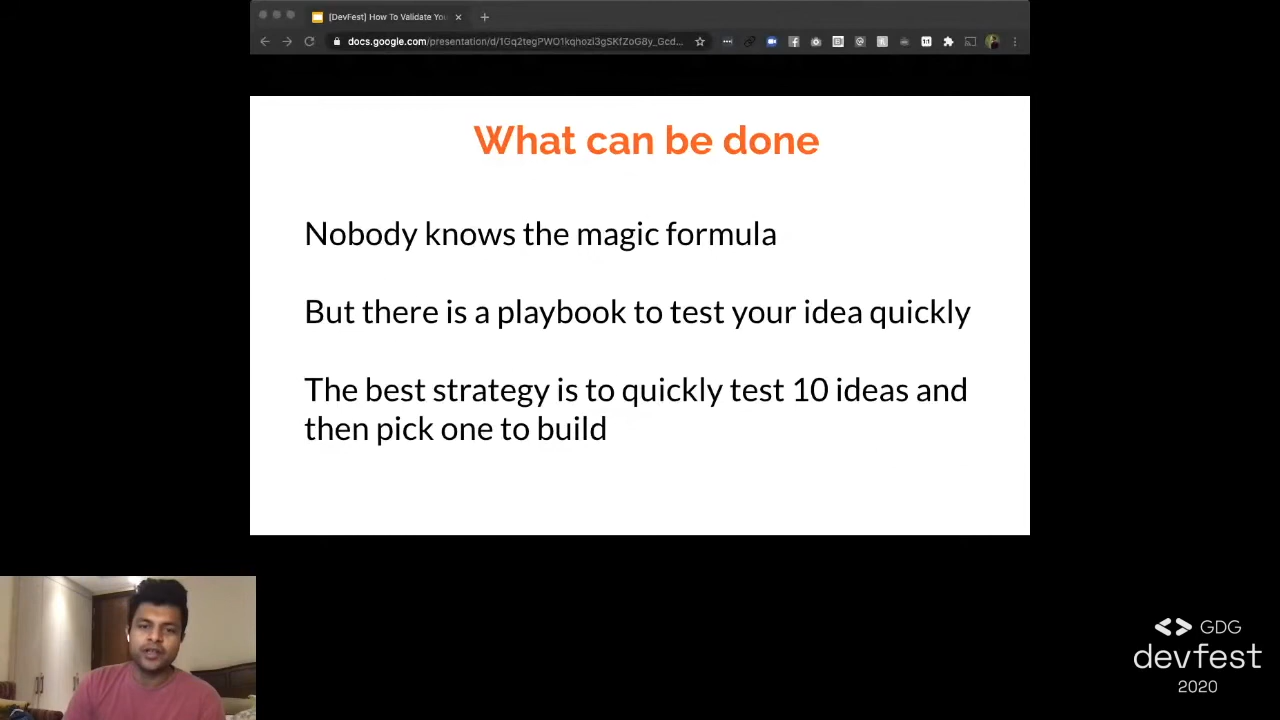 [DevFest] How To Validate You
docs.google.com/presentation/d/1Gq2tegPWO1kqhozi3gSKfZoG8y_Gcd...
What can be done
Nobody knows the magic formula
But there is a playbook to test your idea quickly
The best strategy is to quickly test 10 ideas and
then pick one to build
GDG
devfest
2020